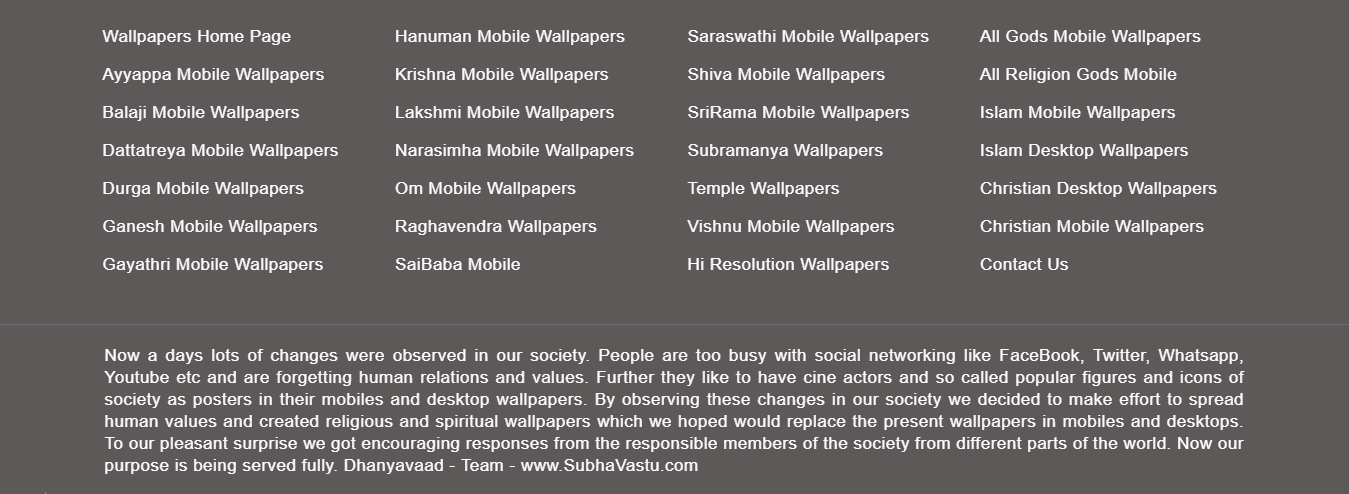 Wallpapers Home Page
Ayyappa Mobile Wallpapers
Balaji Mobile Wallpapers
Dattatreya Mobile Wallpapers
Durga Mobile Wallpapers
Ganesh Mobile Wallpapers
Gayathri Mobile Wallpapers
Hanuman Mobile Wallpapers
Krishna Mobile Wallpapers
Lakshmi Mobile Wallpapers
Narasimha Mobile Wallpapers
Om Mobile Wallpapers
Raghavendra Wallpapers
SaiBaba Mobile
Saraswathi Mobile Wallpapers
Shiva Mobile Wallpapers
SriRama Mobile Wallpapers
Subramanya Wallpapers
Temple Wallpapers
Vishnu Mobile Wallpapers
Hi Resolution Wallpapers
All Gods Mobile Wallpapers
All Religion Gods Mobile
Islam Mobile Wallpapers
Islam Desktop Wallpapers
Christian Desktop Wallpapers
Christian Mobile Wallpapers
Contact Us
Now a days lots of changes were observed in our society. People are too busy with social networking like FaceBook, Twitter, Whatsapp,
Youtube etc and are forgetting human relations and values. Further they like to have cine actors and so called popular figures and icons of
society as posters in their mobiles and desktop wallpapers. By observing these changes in our society we decided to make effort to spread
human values and created religious and spiritual wallpapers which we hoped would replace the present wallpapers in mobiles and desktops.
To our pleasant surprise we got encouraging responses from the responsible members of the society from different parts of the world. Now our
purpose is being served fully. Dhanyavaad - Team - www.SubhaVastu.com